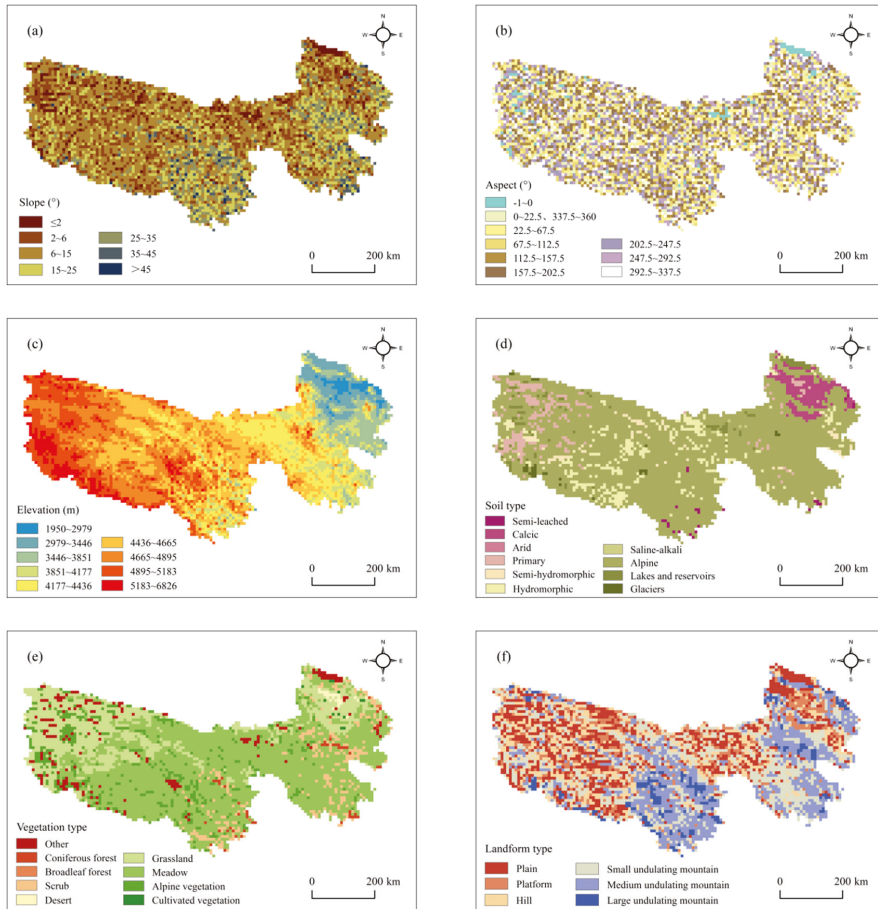 (a)
N
W E
S
Slope (°)
≤2
2~6
6~15
15~25
25~35
35~45
>45
0 200 km
(b)
N
W E
S
Aspect (°)
-1~0
0~22.5、337.5~360
22.5~67.5
67.5~112.5
112.5~157.5
157.5~202.5
202.5~247.5
247.5~292.5
292.5~337.5
0 200 km
(c)
N
W E
S
Elevation (m)
1950~2979
2979~3446
3446~3851
3851~4177
4177~4436
4436~4665
4665~4895
4895~5183
5183~6826
0 200 km
(d)
N
W E
S
Soil type
Semi-leached
Calcic
Arid
Primary
Semi-hydromorphic
Hydromorphic
Saline-alkali
Alpine
Lakes and reservoirs
Glaciers
0 200 km
(e)
N
W E
S
Vegetation type
Other
Coniferous forest
Broadleaf forest
Scrub
Desert
Grassland
Meadow
Alpine vegetation
Cultivated vegetation
0 200 km
(f)
N
W E
S
Landform type
Plain
Platform
Hill
Small undulating mountain
Medium undulating mountain
Large undulating mountain
0 200 km